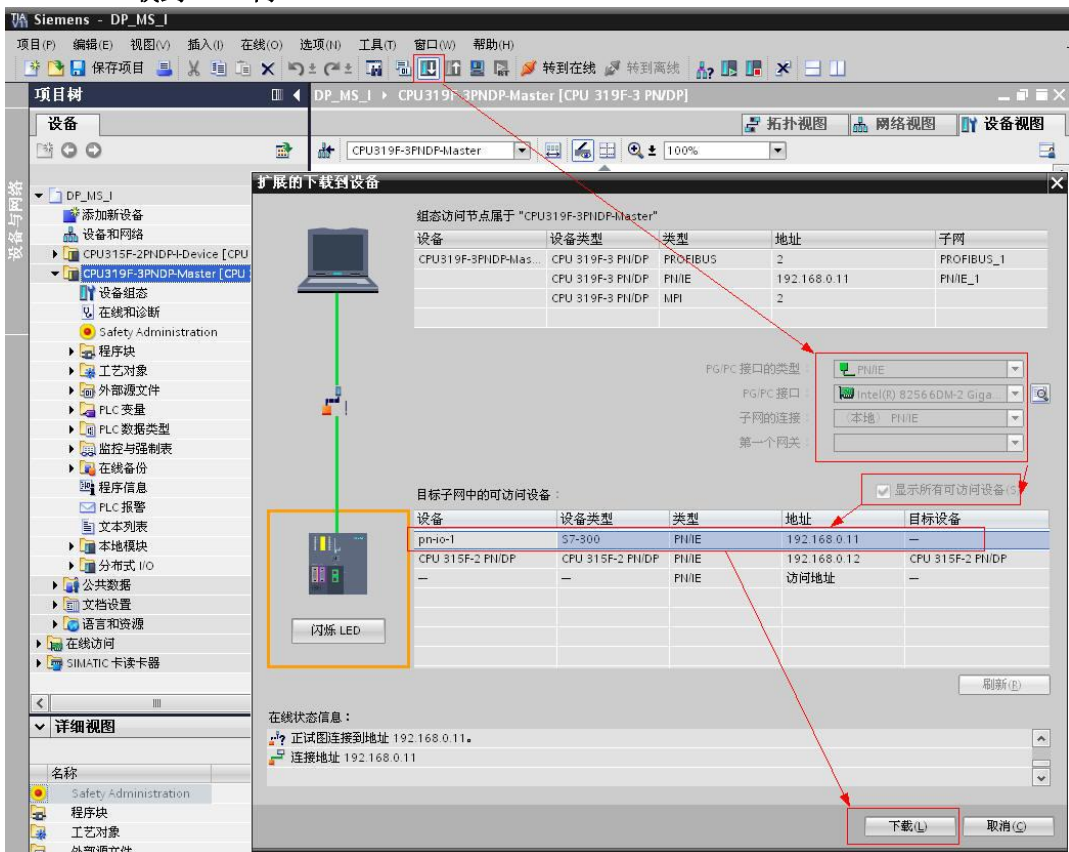 Siemens - DP_MS_I
项目(P) 编辑(E) 视图(V) 插入(I) 在线(O) 选项(N) 工具(T) 窗口(W) 帮助(H)
保存项目 转到在线 转到离线
项目树
DP_MS_I ▸ CPU319F-3PNDP-Master [CPU 319F-3 PN/DP]
设备
拓扑视图 网络视图 设备视图
CPU319F-3PNDP-Master 100%
设备与网络
DP_MS_I
添加新设备
设备和网络
CPU315F-2PNDP-I-Device [CPU
CPU319F-3PNDP-Master [CPU
设备组态
在线和诊断
Safety Administration
程序块
工艺对象
外部源文件
PLC 变量
PLC 数据类型
监控与强制表
在线备份
程序信息
PLC 报警
文本列表
本地模块
分布式 I/O
公共数据
文档设置
语言和资源
在线访问
SIMATIC 卡读卡器
详细视图
名称
Safety Administration
程序块
工艺对象
外部源文件
扩展的下载到设备
组态访问节点属于 "CPU319F-3PNDP-Master"
设备 设备类型 类型 地址 子网
CPU319F-3PNDP-Mas... CPU 319F-3 PN/DP PROFIBUS 2 PROFIBUS_1
CPU 319F-3 PN/DP PN/IE 192.168.0.11 PN/IE_1
CPU 319F-3 PN/DP MPI 2
PG/PC 接口的类型： PN/IE
PG/PC 接口： Intel(R) 82566DM-2 Giga...
子网的连接： （本地） PN/IE
第一个网关：
目标子网中的可访问设备：
显示所有可访问设备(S)
设备 设备类型 类型 地址 目标设备
pn-io-1 S7-300 PN/IE 192.168.0.11 —
CPU 315F-2 PN/DP CPU 315F-2 PN/DP PN/IE 192.168.0.12 CPU 315F-2 PN/DP
— — PN/IE 访问地址 —
闪烁 LED
刷新(R)
在线状态信息：
正试图连接到地址 192.168.0.11。
连接地址 192.168.0.11
下载(L) 取消(C)